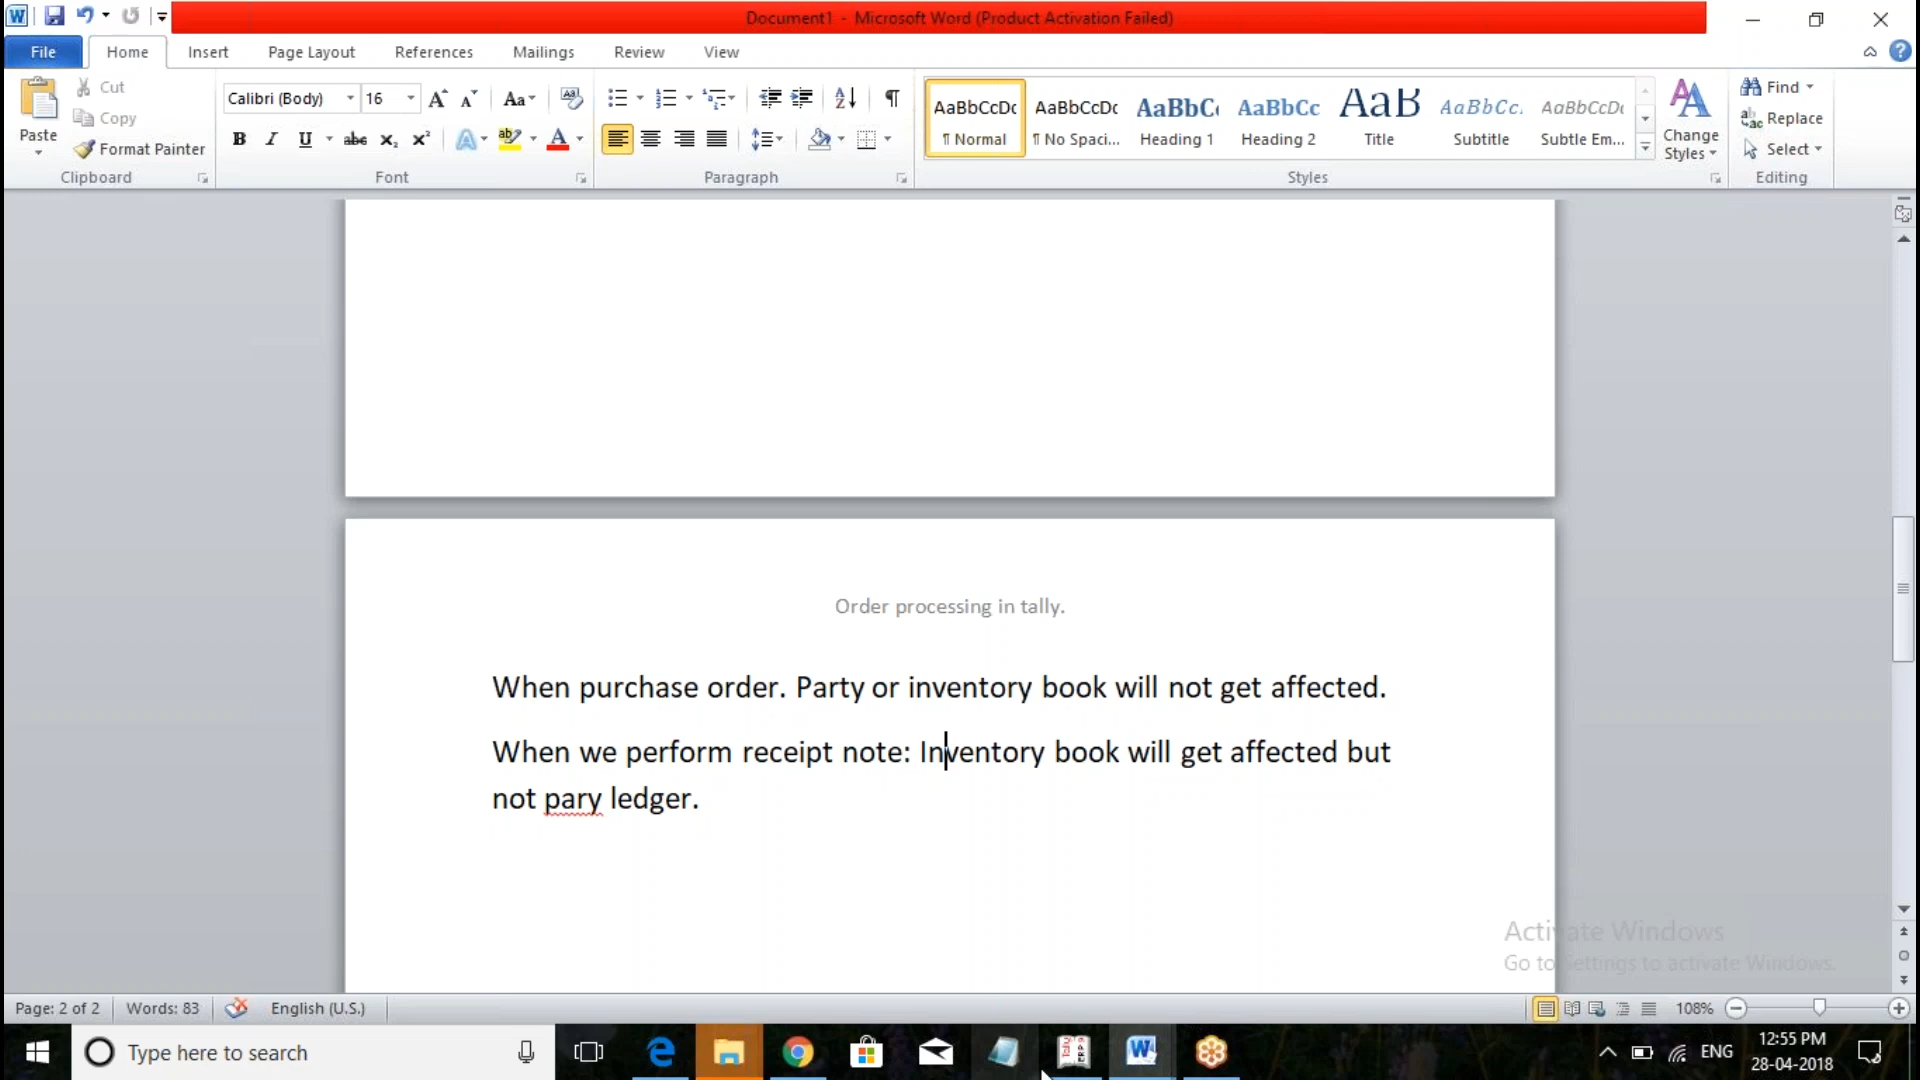 Document1 - Microsoft Word (Product Activation Failed)
File Home Insert Page Layout References Mailings Review View
Paste
Cut
Copy
Format Painter
Clipboard
Calibri (Body) 16
Font
Paragraph
AaBbCcDc AaBbCcDc AaBbC AaBbCc AaB AaBbCc. AaBbCcDc
¶ Normal ¶ No Spaci... Heading 1 Heading 2 Title Subtitle Subtle Em...
Styles
Change Styles
Find
Replace
Select
Editing
Order processing in tally.
When purchase order. Party or inventory book will not get affected.
When we perform receipt note: Inventory book will get affected but
not pary ledger.
Activate Windows
Go to Settings to activate Windows.
Page: 2 of 2 Words: 83 English (U.S.) 108%
Type here to search
ENG
12:55 PM
28-04-2018